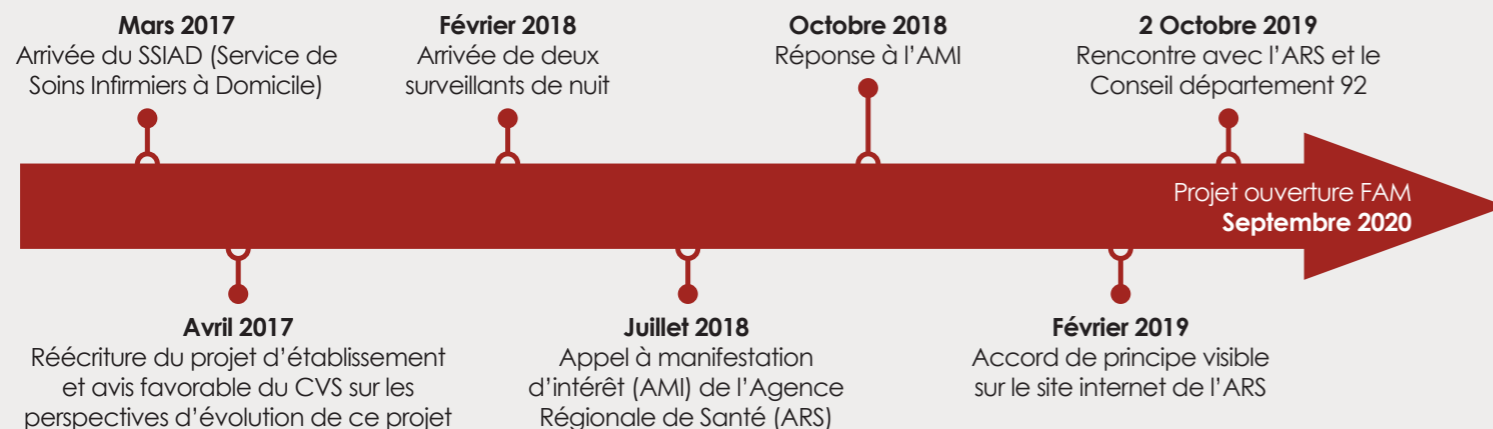 Mars 2017
Arrivée du SSIAD (Service de
Soins Infirmiers à Domicile)
Février 2018
Arrivée de deux
surveillants de nuit
Octobre 2018
Réponse à l’AMI
2 Octobre 2019
Rencontre avec l’ARS et le
Conseil département 92
Projet ouverture FAM
Septembre 2020
Avril 2017
Réécriture du projet d’établissement
et avis favorable du CVS sur les
perspectives d’évolution de ce projet
Juillet 2018
Appel à manifestation
d’intérêt (AMI) de l’Agence
Régionale de Santé (ARS)
Février 2019
Accord de principe visible
sur le site internet de l’ARS